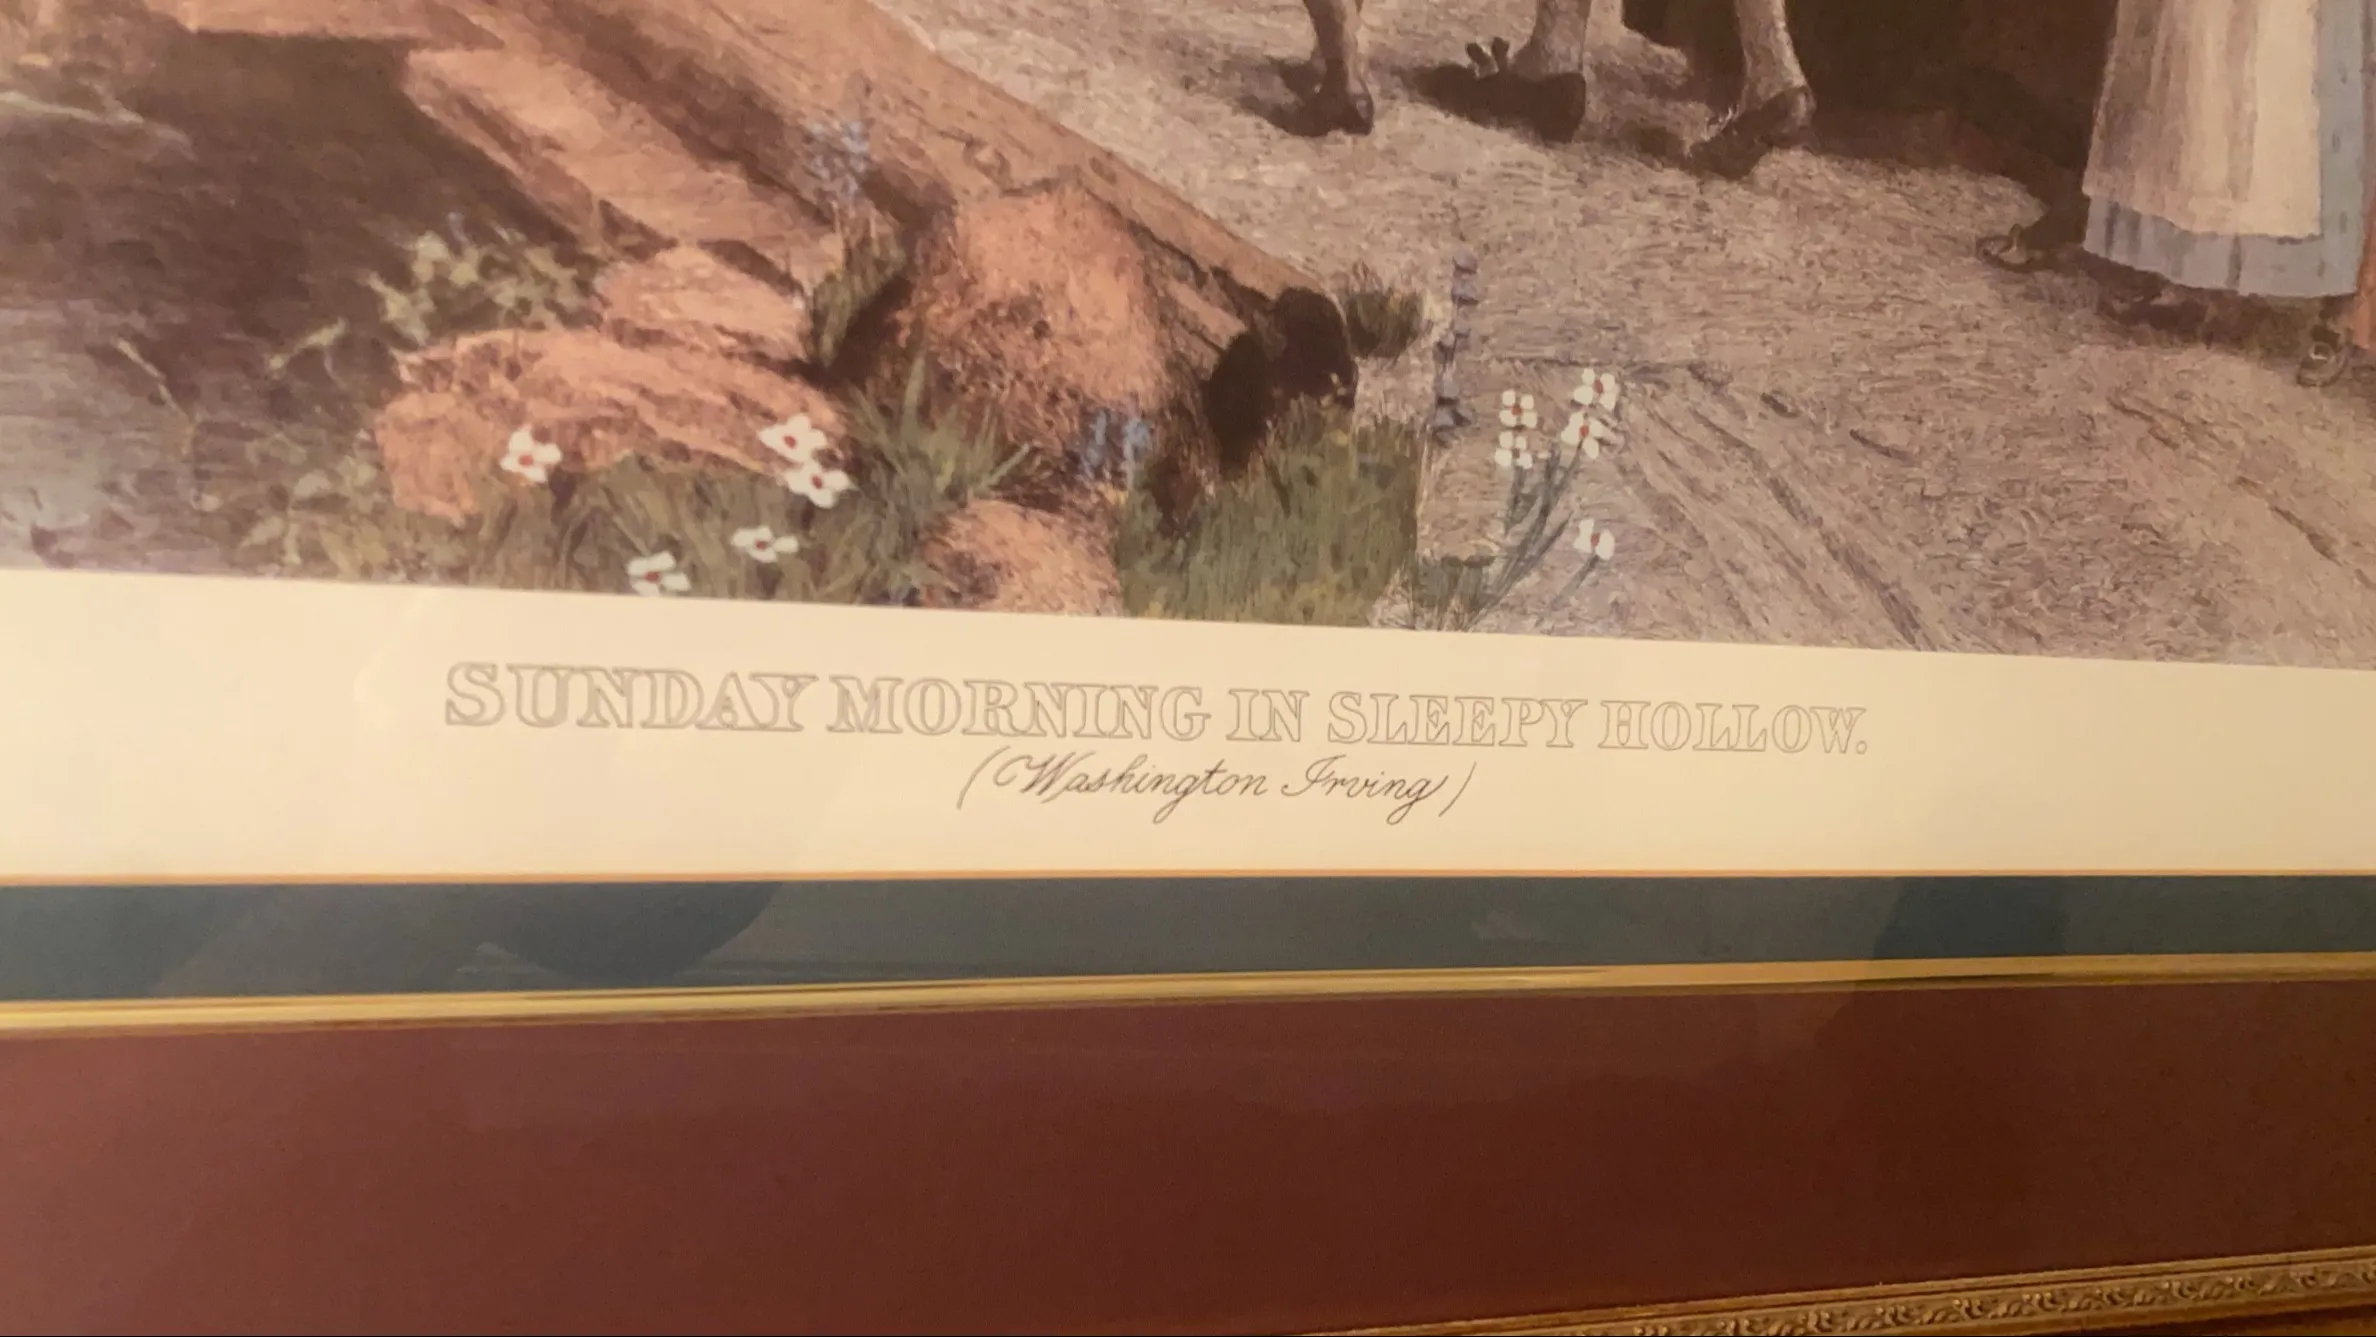 SUNDAY MORNING IN SLEEPY HOLLOW.
(Washington Irving)